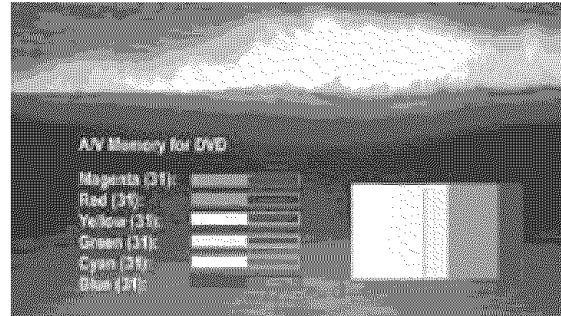 A/V Memory for DVD
Magenta (31):
Red (31):
Yellow (31):
Green (31):
Cyan (31):
Blue (31):